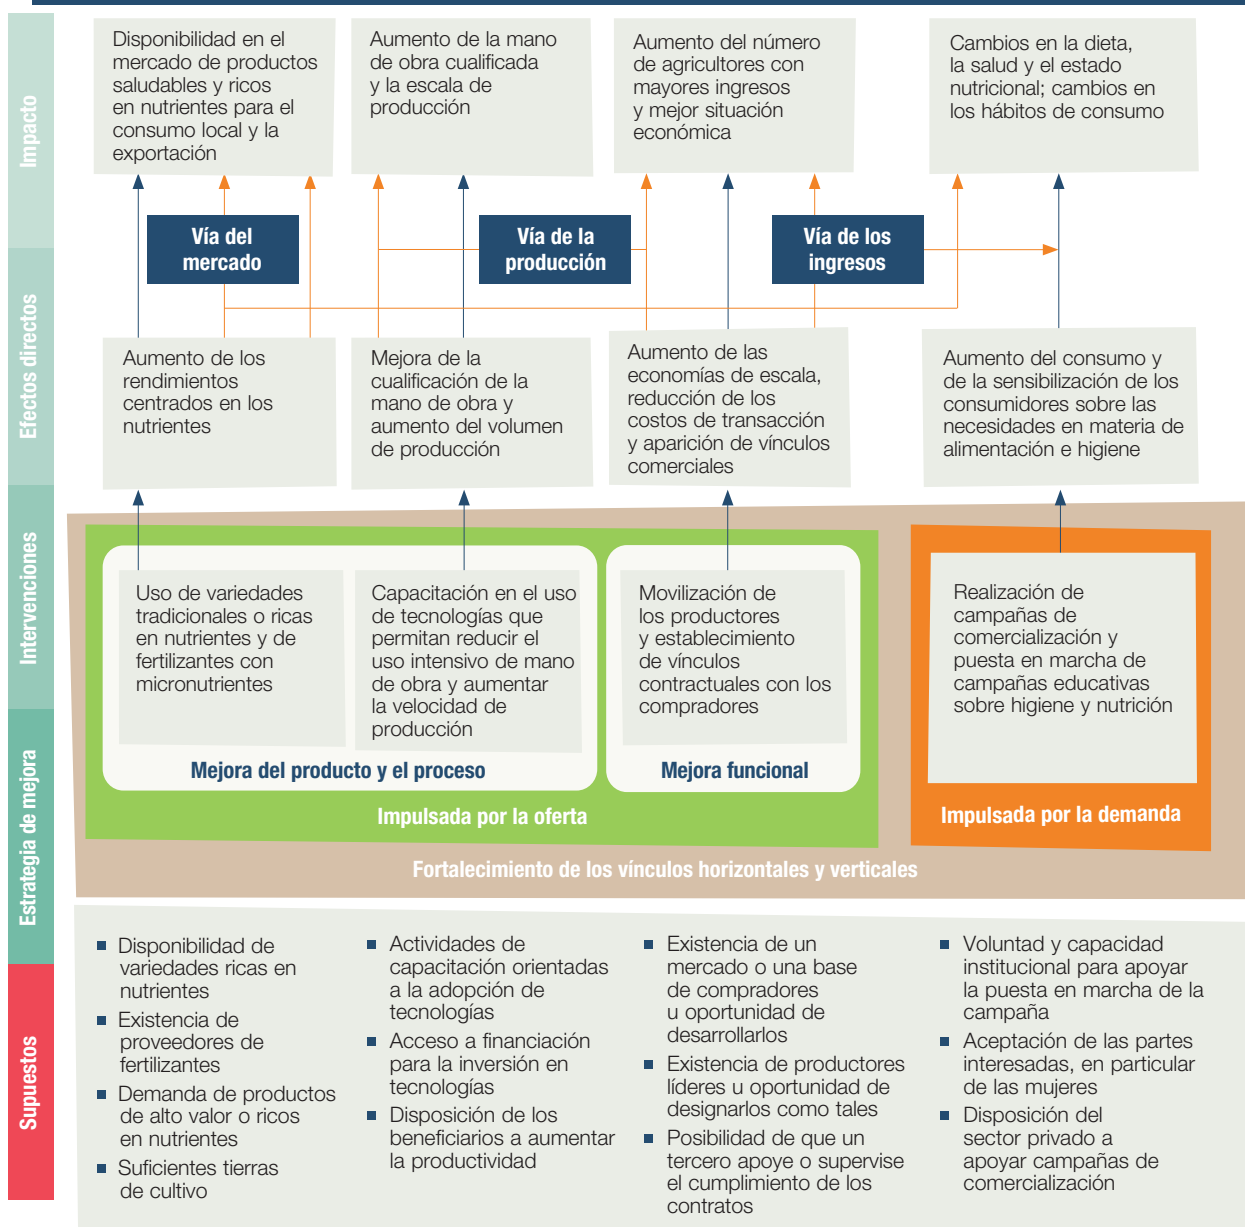 Impacto
Disponibilidad en el
mercado de productos
saludables y ricos
en nutrientes para el
consumo local y la
exportación
Aumento de la mano
de obra cualificada
y la escala de
producción
Aumento del número
de agricultores con
mayores ingresos
y mejor situación
económica
Cambios en la dieta,
la salud y el estado
nutricional; cambios en
los hábitos de consumo
Vía del
mercado
Vía de la
producción
Vía de los
ingresos
Efectos directos
Aumento de los
rendimientos
centrados en los
nutrientes
Mejora de la
cualificación de la
mano de obra y
aumento del volumen
de producción
Aumento de las
economías de escala,
reducción de los
costos de transacción
y aparición de vínculos
comerciales
Aumento del consumo y
de la sensibilización de los
consumidores sobre las
necesidades en materia de
alimentación e higiene
Intervenciones
Uso de variedades
tradicionales o ricas
en nutrientes y de
fertilizantes con
micronutrientes
Capacitación en el uso
de tecnologías que
permitan reducir el
uso intensivo de mano
de obra y aumentar
la velocidad de
producción
Movilización de
los productores
y establecimiento
de vínculos
contractuales con los
compradores
Realización de
campañas de
comercialización y
puesta en marcha de
campañas educativas
sobre higiene y nutrición
Estrategia de mejora
Mejora del producto y el proceso
Mejora funcional
Impulsada por la oferta
Impulsada por la demanda
Fortalecimiento de los vínculos horizontales y verticales
Supuestos
■ Disponibilidad de
variedades ricas en
nutrientes
■ Existencia de
proveedores de
fertilizantes
■ Demanda de productos
de alto valor o ricos
en nutrientes
■ Suficientes tierras
de cultivo
■ Actividades de
capacitación orientadas
a la adopción de
tecnologías
■ Acceso a financiación
para la inversión en
tecnologías
■ Disposición de los
beneficiarios a aumentar
la productividad
■ Existencia de un
mercado o una base
de compradores
u oportunidad de
desarrollarlos
■ Existencia de productores
líderes u oportunidad de
designarlos como tales
■ Posibilidad de que un
tercero apoye o supervise
el cumplimiento de los
contratos
■ Voluntad y capacidad
institucional para apoyar
la puesta en marcha de la
campaña
■ Aceptación de las partes
interesadas, en particular
de las mujeres
■ Disposición del
sector privado a
apoyar campañas de
comercialización